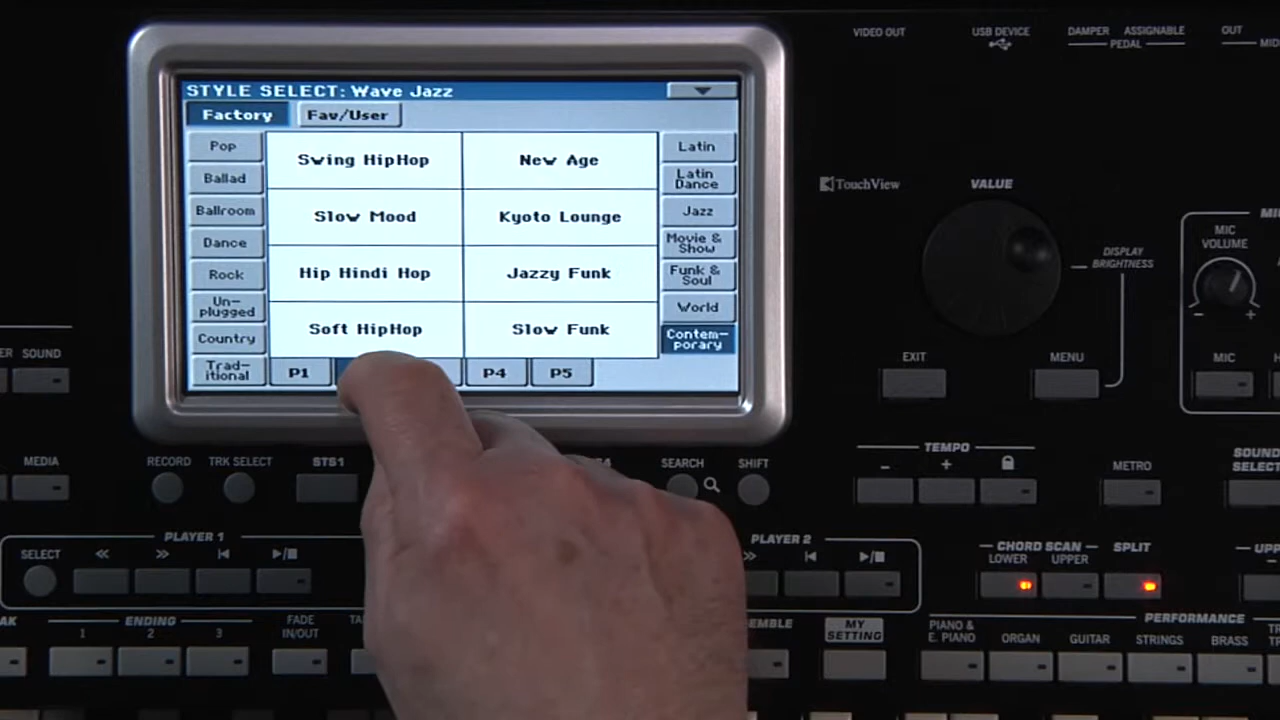 VIDEO OUT
USB DEVICE
DAMPER ASSIGNABLE
PEDAL
OUT
STYLE SELECT: Wave Jazz
Factory
Fav/User
Pop
Ballad
Ballroom
Dance
Rock
Un-
plugged
Country
Trad-
itional
Swing HipHop
New Age
Slow Mood
Kyoto Lounge
Hip Hindi Hop
Jazzy Funk
Soft HipHop
Slow Funk
Latin
Latin
Dance
Jazz
Movie &
Show
Funk &
Soul
World
Contem-
porary
P1
P4
P5
TouchView
VALUE
DISPLAY
BRIGHTNESS
EXIT
MENU
MIC
VOLUME
- +
MIC
SOUND
MEDIA
RECORD
TRK SELECT
STS1
SEARCH
SHIFT
TEMPO
- +
METRO
SOUND
SELECT
PLAYER 1
SELECT
PLAYER 2
CHORD SCAN
LOWER UPPER
SPLIT
ENDING
1 2 3
FADE
IN/OUT
MY
SETTING
PERFORMANCE
PIANO &
E. PIANO
ORGAN
GUITAR
STRINGS
BRASS